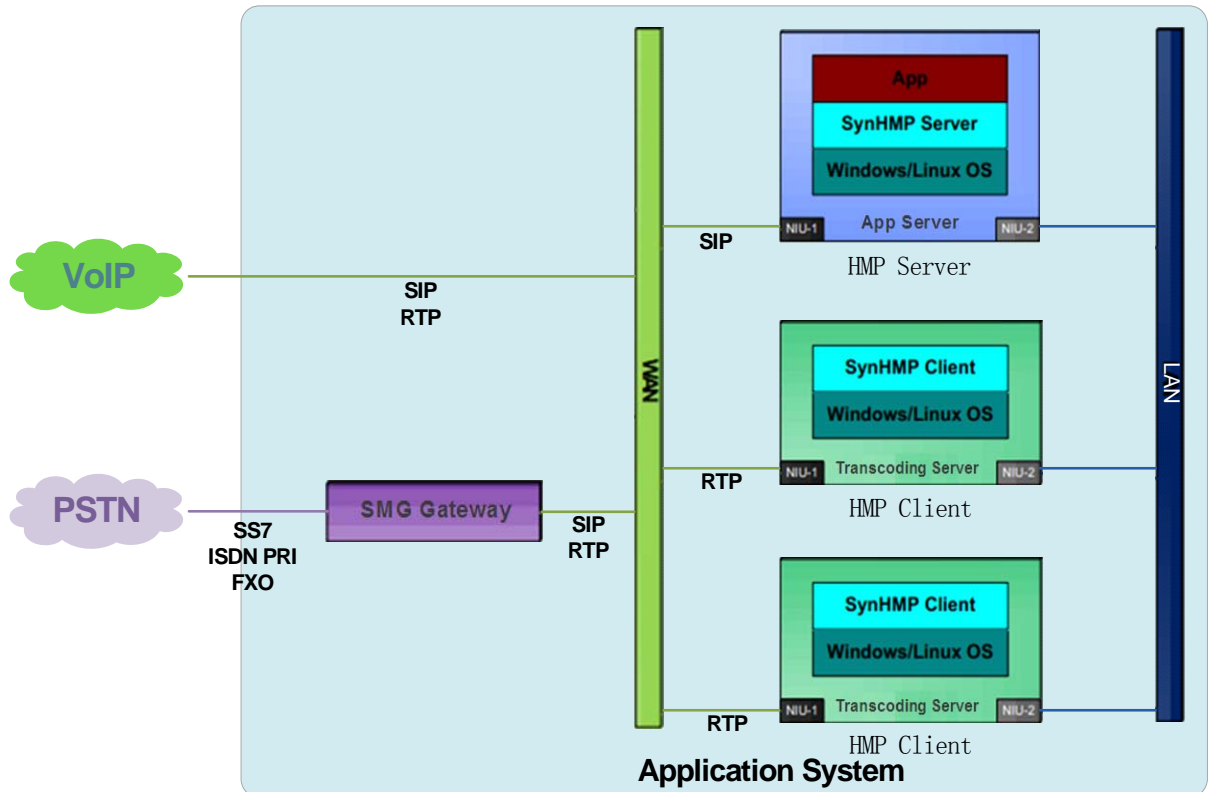 App
SynHMP Server
Windows/Linux OS
NIU-1
App Server
NIU-2
SIP
HMP Server
VoIP
SIP
RTP
WAN
LAN
SynHMP Client
Windows/Linux OS
RTP
NIU-1
Transcoding Server
NIU-2
HMP Client
PSTN
SS7
ISDN PRI
FXO
SMG Gateway
SIP
RTP
SynHMP Client
Windows/Linux OS
RTP
NIU-1
Transcoding Server
NIU-2
HMP Client
Application System